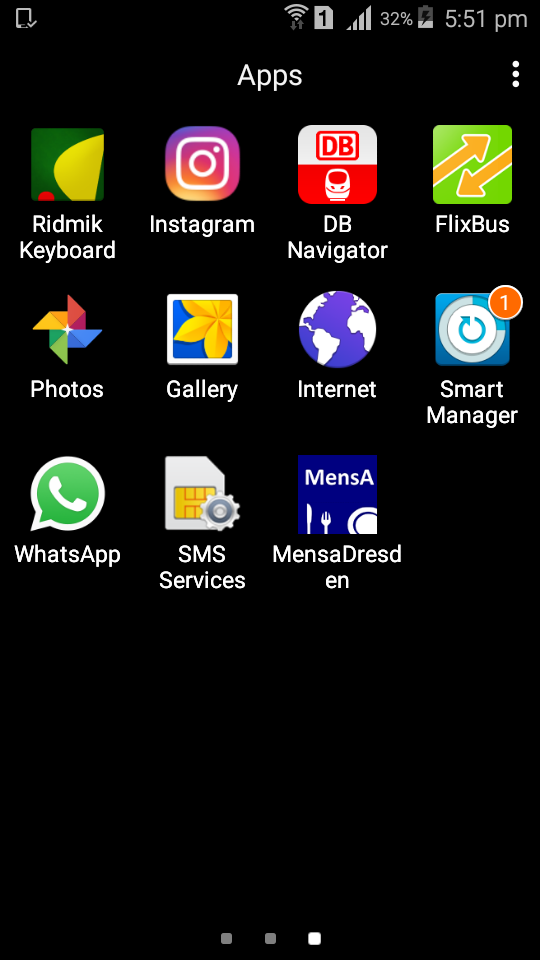 1 32% 5:51 pm
Apps
DB
Ridmik
Keyboard
Instagram
DB
Navigator
FlixBus
1
Photos
Gallery
Internet
Smart
Manager
MensA
WhatsApp
SMS
Services
MensaDresd
en